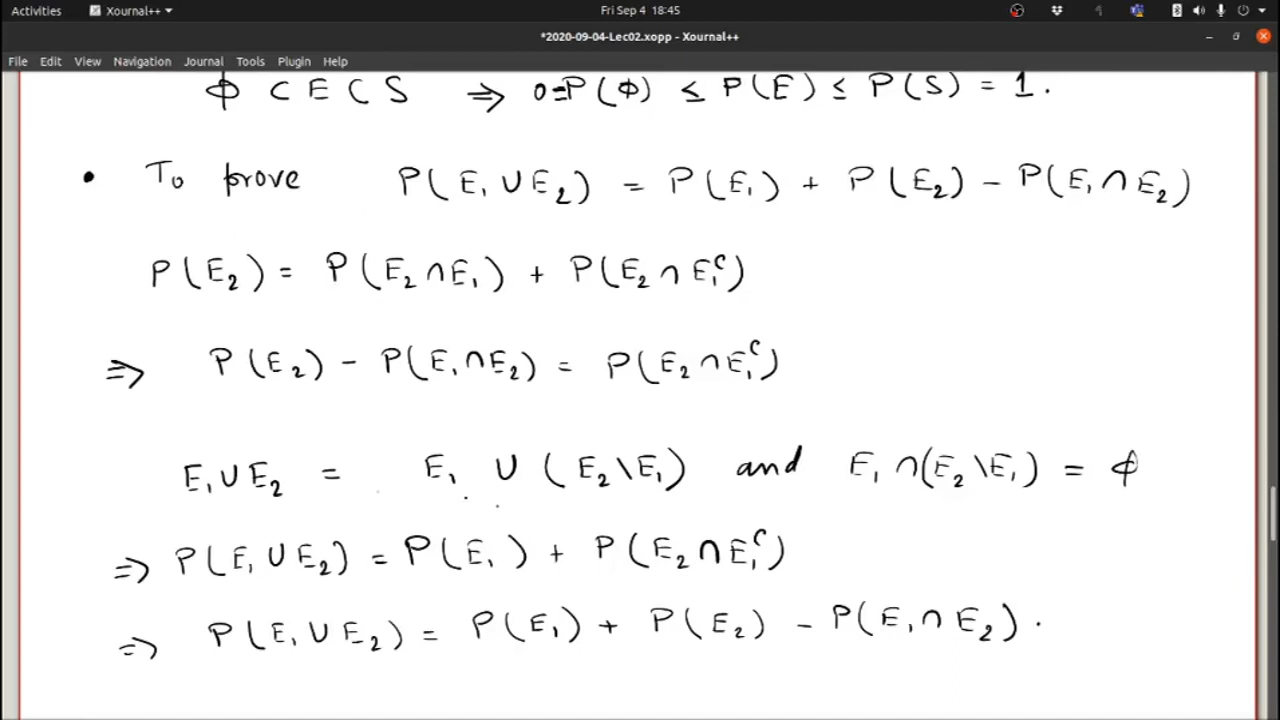 Activities Xournal++ Fri Sep 4 18:45
*2020-09-04-Lec02.xopp - Xournal++
File Edit View Navigation Journal Tools Plugin Help
ϕ ⊂ E ⊂ S ⇒ 0=P(ϕ) ≤ P(E) ≤ P(S) = 1.
• To prove P(E₁ ∪ E₂) = P(E₁) + P(E₂) − P(E₁ ∩ E₂)
P(E₂) = P(E₂ ∩ E₁) + P(E₂ ∩ E₁ᶜ)
⇒ P(E₂) − P(E₁ ∩ E₂) = P(E₂ ∩ E₁ᶜ)
E₁ ∪ E₂ = E₁ ∪ (E₂ \ E₁) and E₁ ∩ (E₂ \ E₁) = ϕ
⇒ P(E₁ ∪ E₂) = P(E₁) + P(E₂ ∩ E₁ᶜ)
⇒ P(E₁ ∪ E₂) = P(E₁) + P(E₂) − P(E₁ ∩ E₂).